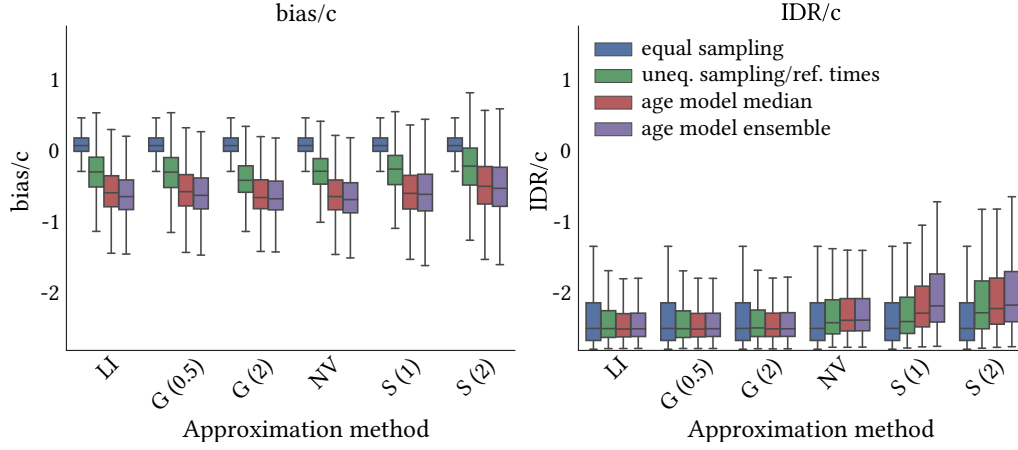 bias/c
bias/c
1
0
-1
-2
LI
G (0.5)
G (2)
NV
S (1)
S (2)
Approximation method
IDR/c
IDR/c
equal sampling
uneq. sampling/ref. times
age model median
age model ensemble
1
0
-1
-2
LI
G (0.5)
G (2)
NV
S (1)
S (2)
Approximation method